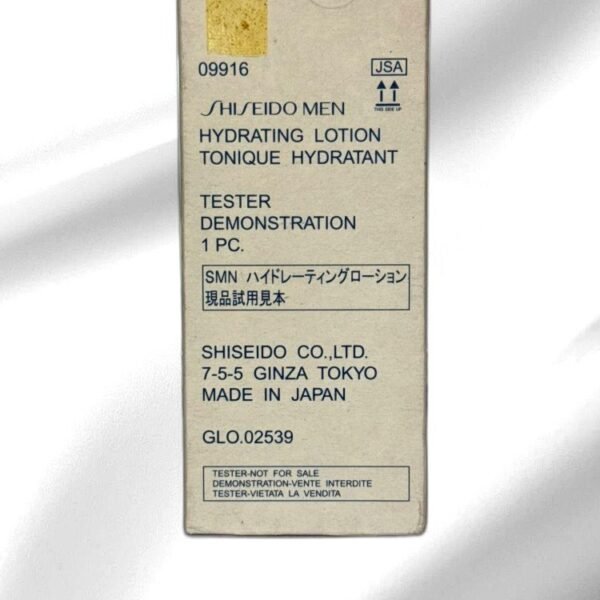 09916
JSA
THIS SIDE UP
SHISEIDO MEN
HYDRATING LOTION
TONIQUE HYDRATANT
TESTER
DEMONSTRATION
1 PC.
SMN ハイドレーティングローション
現品試用見本
SHISEIDO CO.,LTD.
7-5-5 GINZA TOKYO
MADE IN JAPAN
GLO.02539
TESTER-NOT FOR SALE
DEMONSTRATION-VENTE INTERDITE
TESTER-VIETATA LA VENDITA